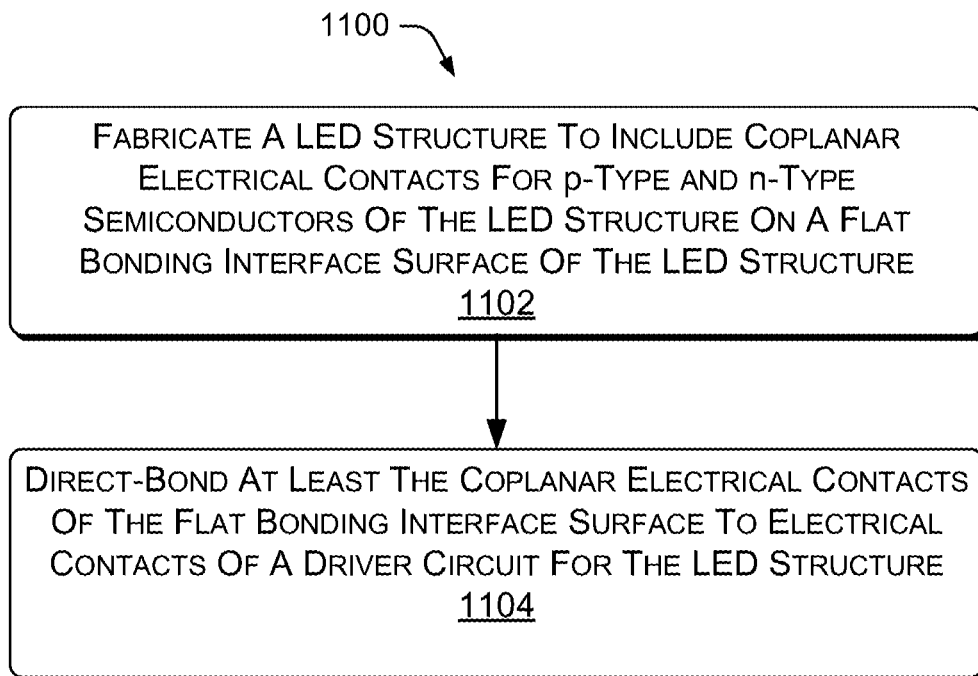 1100
FABRICATE A LED STRUCTURE TO INCLUDE COPLANAR
ELECTRICAL CONTACTS FOR p-TYPE AND n-TYPE
SEMICONDUCTORS OF THE LED STRUCTURE ON A FLAT
BONDING INTERFACE SURFACE OF THE LED STRUCTURE
1102
DIRECT-BOND AT LEAST THE COPLANAR ELECTRICAL CONTACTS
OF THE FLAT BONDING INTERFACE SURFACE TO ELECTRICAL
CONTACTS OF A DRIVER CIRCUIT FOR THE LED STRUCTURE
1104